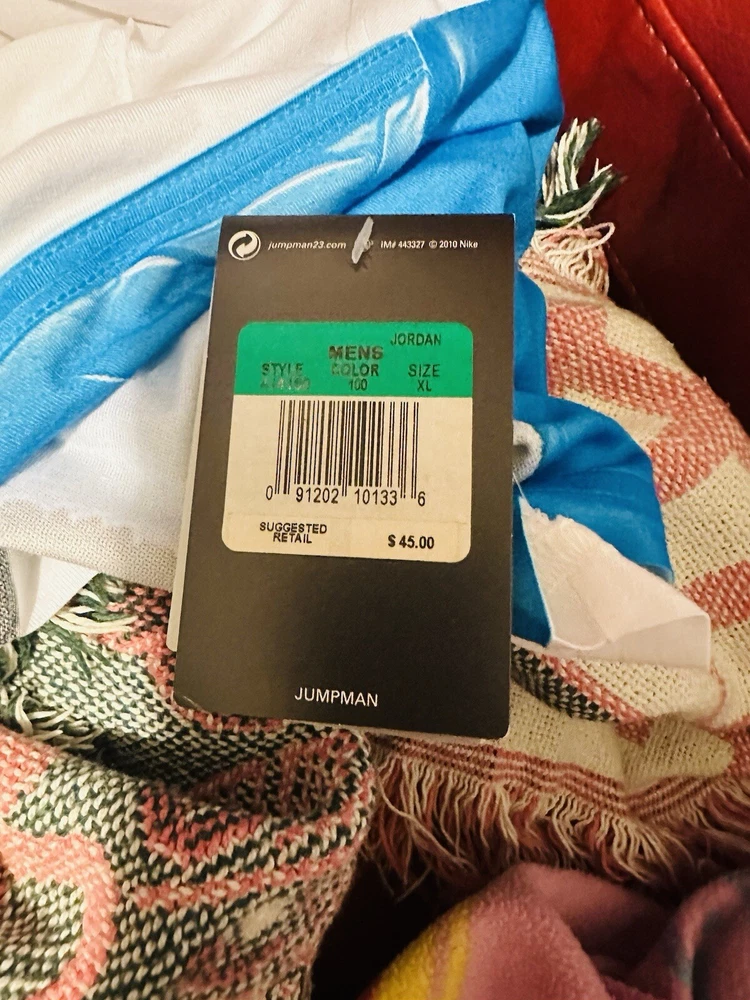 jumpman23.com IM# 443327 © 2010 Nike
JORDAN
MENS
STYLE COLOR SIZE
100 XL
0 91202 10133 6
SUGGESTED
RETAIL $ 45.00
JUMPMAN